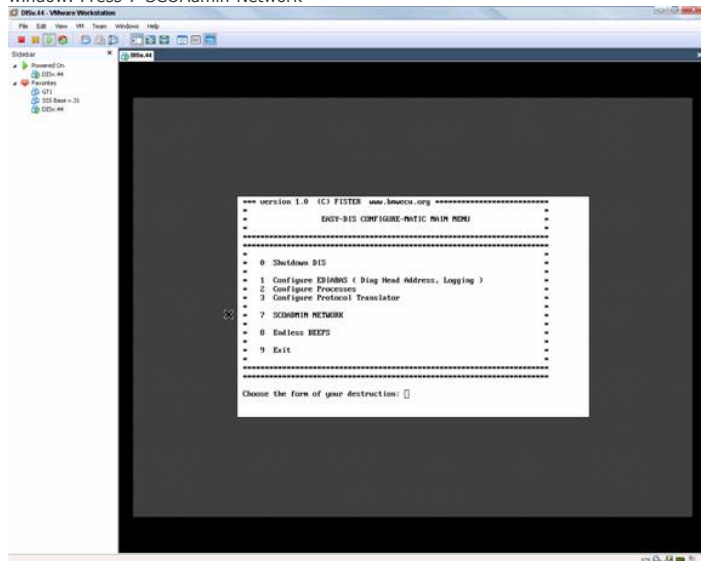 window. Press 7 SCOAdmin Network
DISv.44 - VMware Workstation
File Edit View VM Team Windows Help
Sidebar
DISv.44
Powered On
DISv.44
Favorites
GT1
SSS Base v.31
DISv.44
=== version 1.0 (C) FISTER www.bmwecu.org ===
EASY-DIS CONFIGURE-MATIC MAIN MENU
0 Shutdown DIS
1 Configure EDIABAS ( Diag Head Address, Logging )
2 Configure Processes
3 Configure Protocol Translator
7 SCOADMIN NETWORK
8 Endless BEEPS
9 Exit
Choose the form of your destruction: